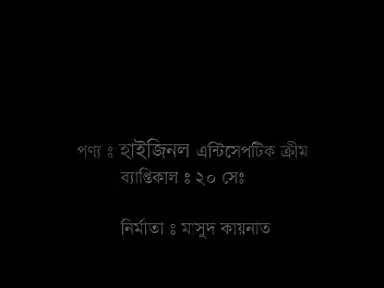 পণ্য ঃ হাইজিনল এন্টিসেপটিক ক্রীম
ব্যাপ্তিকাল ঃ ২০ সেঃ
নির্মাতা ঃ মাসুদ কায়নাত